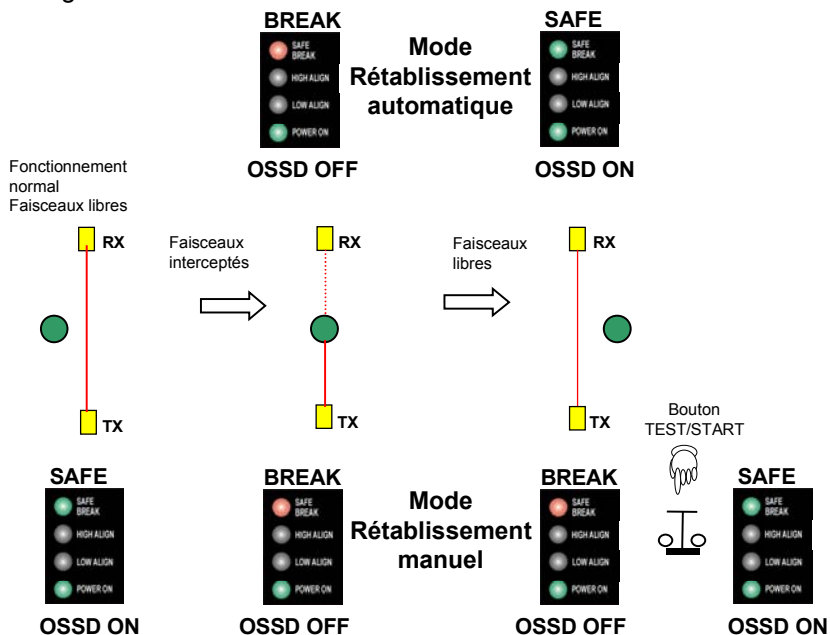 BREAK
SAFE
BREAK
HIGH ALIGN
LOW ALIGN
POWER ON
OSSD OFF
Mode
Rétablissement
automatique
SAFE
SAFE
BREAK
HIGH ALIGN
LOW ALIGN
POWER ON
OSSD ON
Fonctionnement
normal
Faisceaux libres
RX
TX
Faisceaux
interceptés
RX
TX
Faisceaux
libres
RX
TX
Bouton
TEST/START
SAFE
SAFE
BREAK
HIGH ALIGN
LOW ALIGN
POWER ON
OSSD ON
BREAK
SAFE
BREAK
HIGH ALIGN
LOW ALIGN
POWER ON
OSSD OFF
Mode
Rétablissement
manuel
BREAK
SAFE
BREAK
HIGH ALIGN
LOW ALIGN
POWER ON
OSSD OFF
SAFE
SAFE
BREAK
HIGH ALIGN
LOW ALIGN
POWER ON
OSSD ON